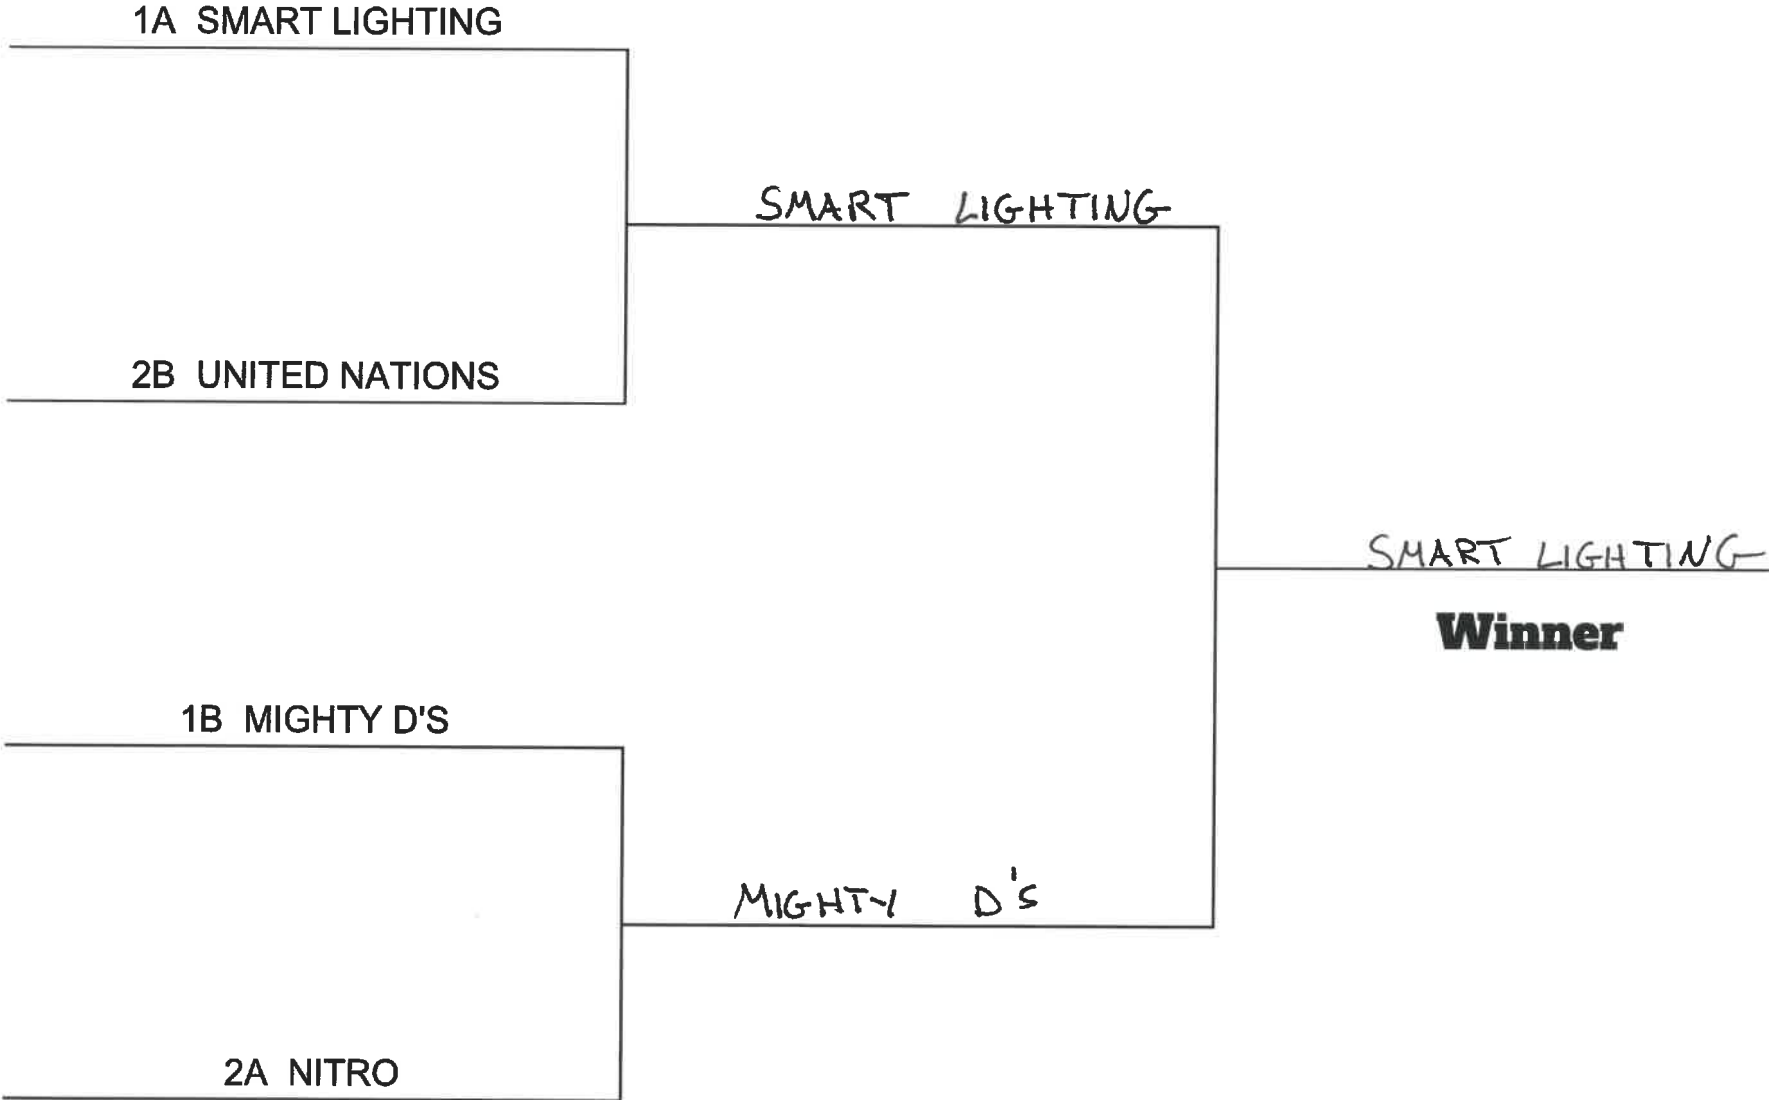 1A SMART LIGHTING
SMART LIGHTING
2B UNITED NATIONS
SMART LIGHTING
Winner
1B MIGHTY D'S
MIGHTY D'S
2A NITRO